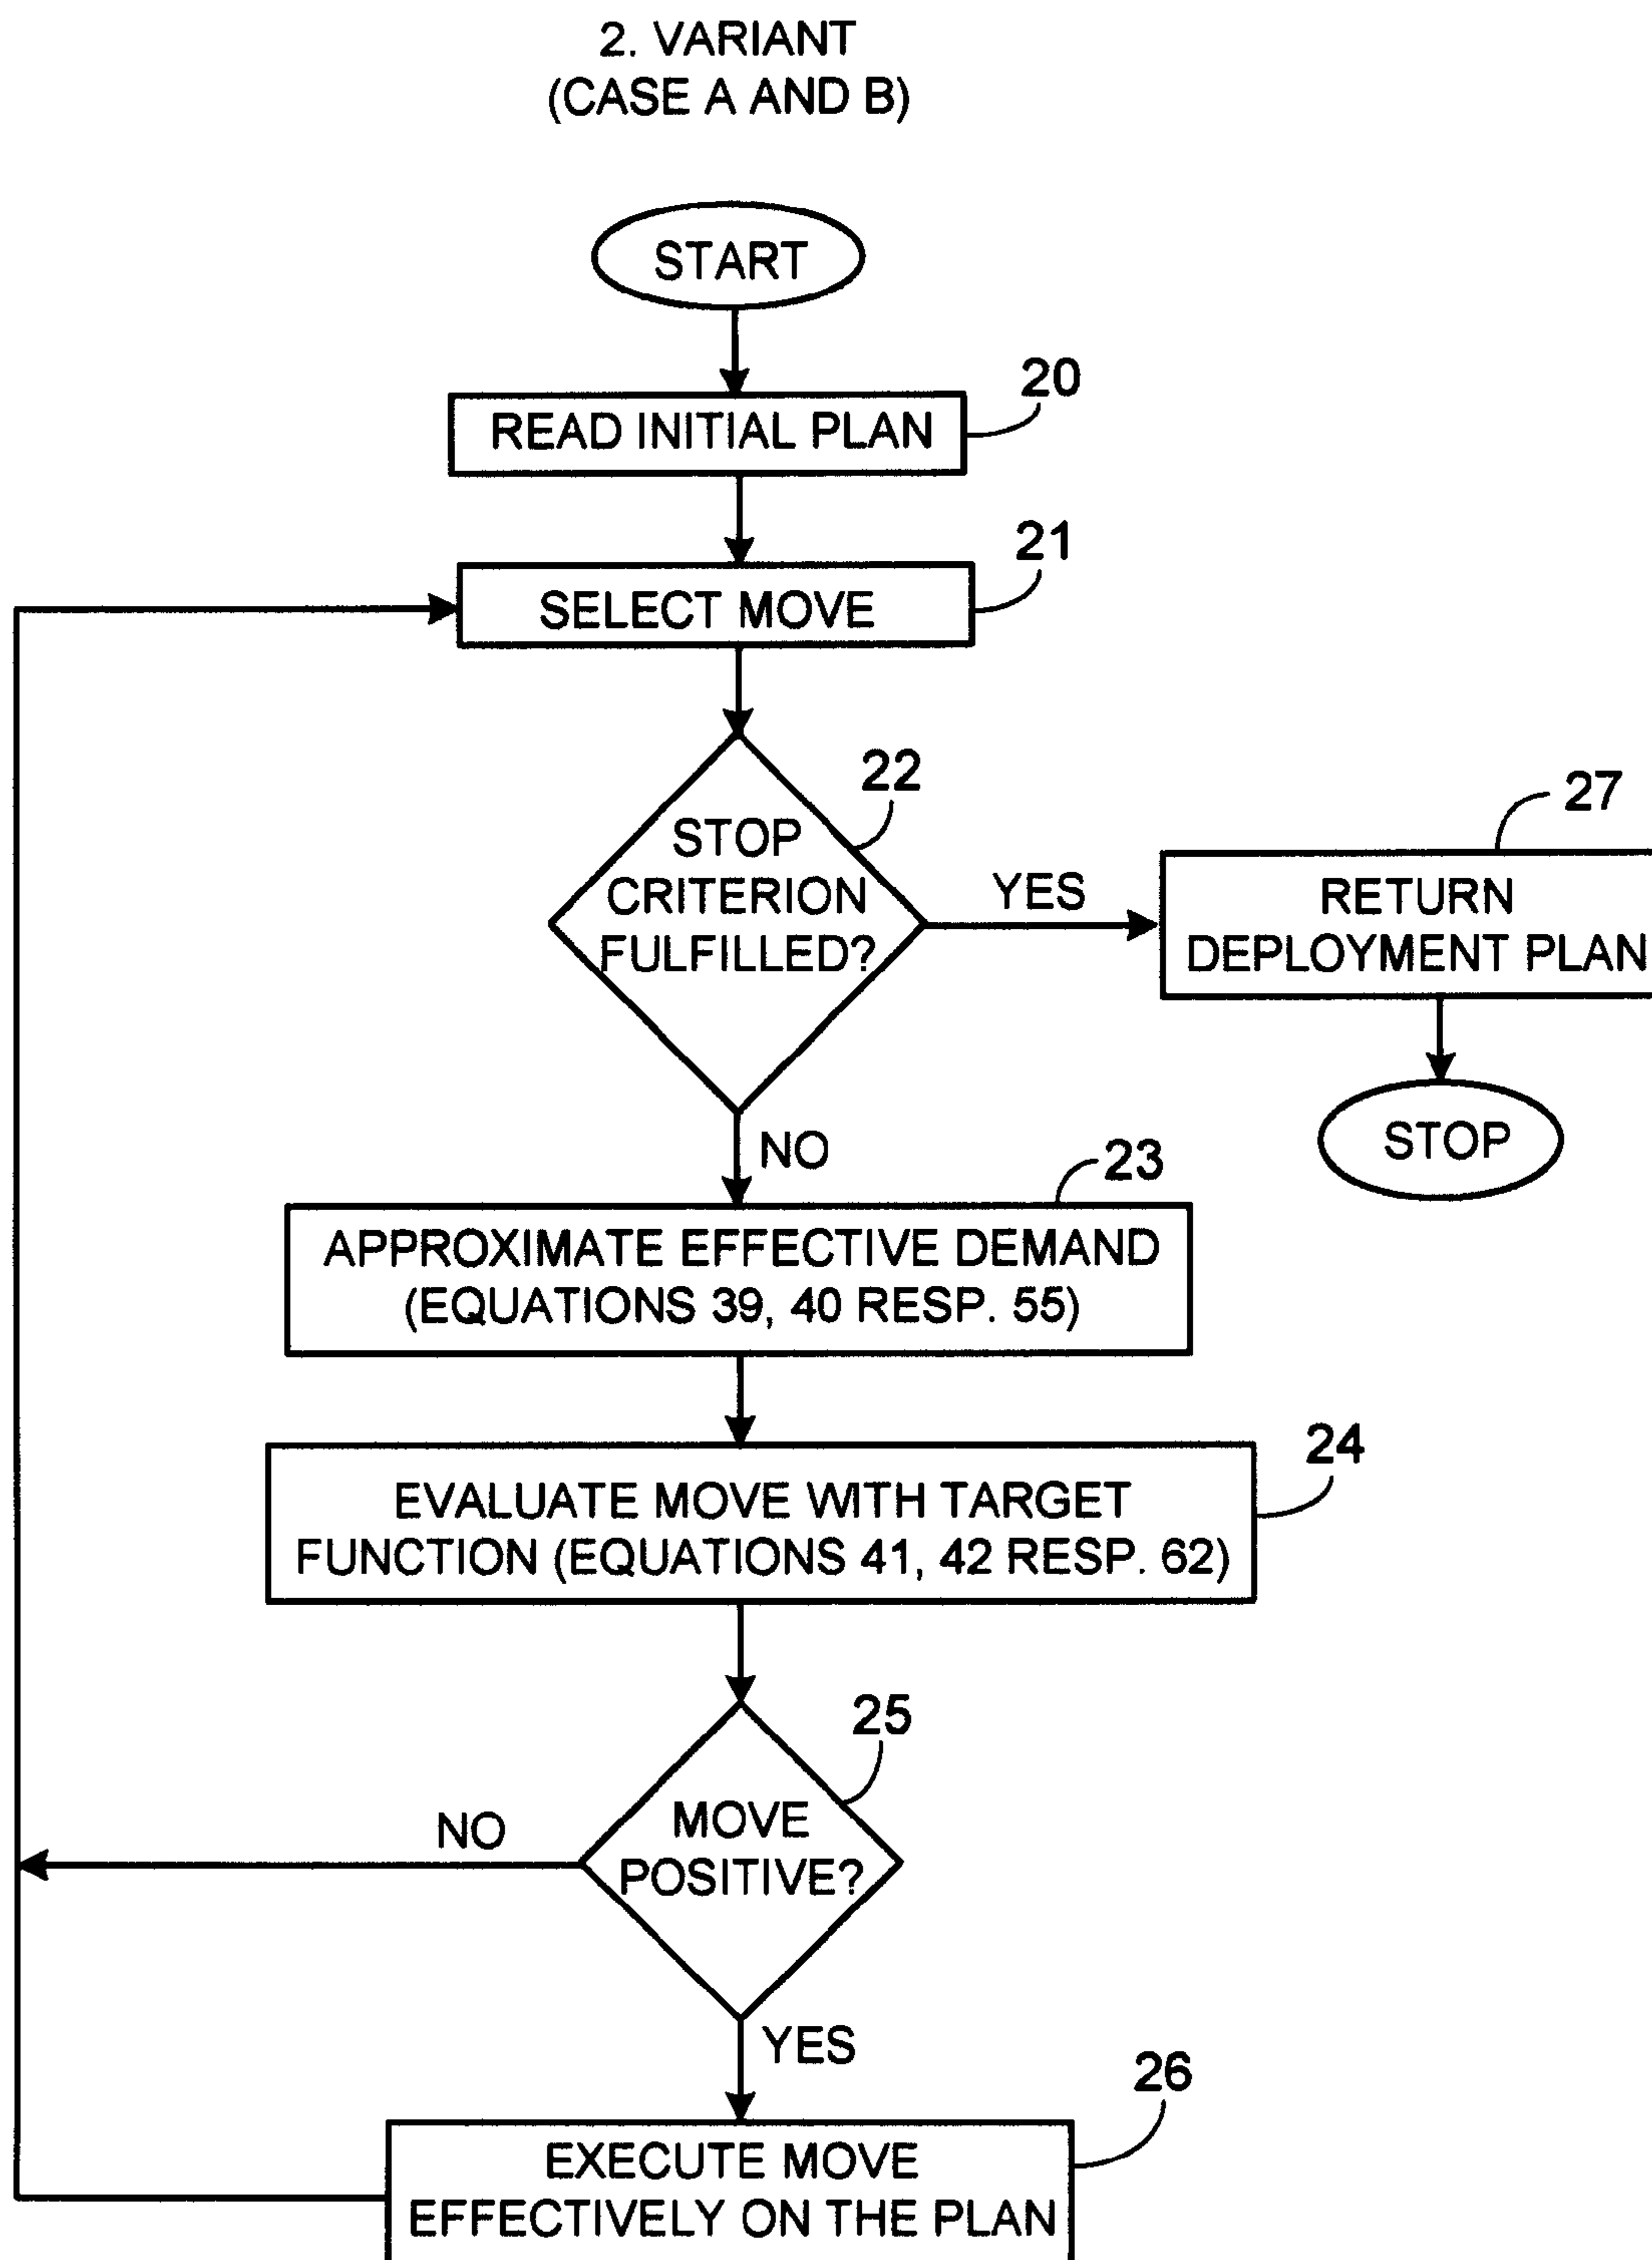 2. VARIANT
(CASE A AND B)
START
20
READ INITIAL PLAN
21
SELECT MOVE
22
STOP
CRITERION
FULFILLED?
YES
27
RETURN
DEPLOYMENT PLAN
STOP
NO
23
APPROXIMATE EFFECTIVE DEMAND
(EQUATIONS 39, 40 RESP. 55)
24
EVALUATE MOVE WITH TARGET
FUNCTION (EQUATIONS 41, 42 RESP. 62)
25
MOVE
POSITIVE?
NO
YES
26
EXECUTE MOVE
EFFECTIVELY ON THE PLAN